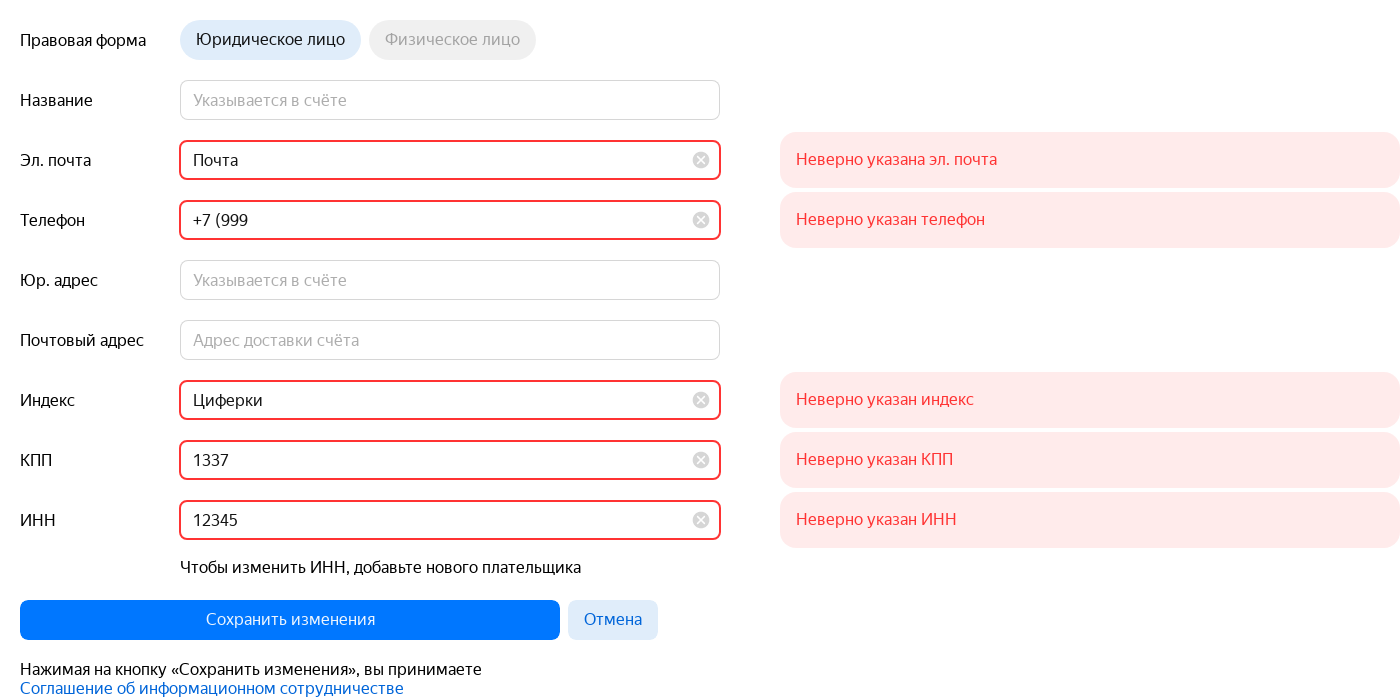 Правовая форма Юридическое лицо Физическое лицо
Название Указывается в счёте
Эл. почта Почта Неверно указана эл. почта
Телефон +7 (999 Неверно указан телефон
Юр. адрес Указывается в счёте
Почтовый адрес Адрес доставки счёта
Индекс Циферки Неверно указан индекс
КПП 1337 Неверно указан КПП
ИНН 12345 Неверно указан ИНН
Чтобы изменить ИНН, добавьте нового плательщика
Сохранить изменения Отмена
Нажимая на кнопку «Сохранить изменения», вы принимаете
Соглашение об информационном сотрудничестве